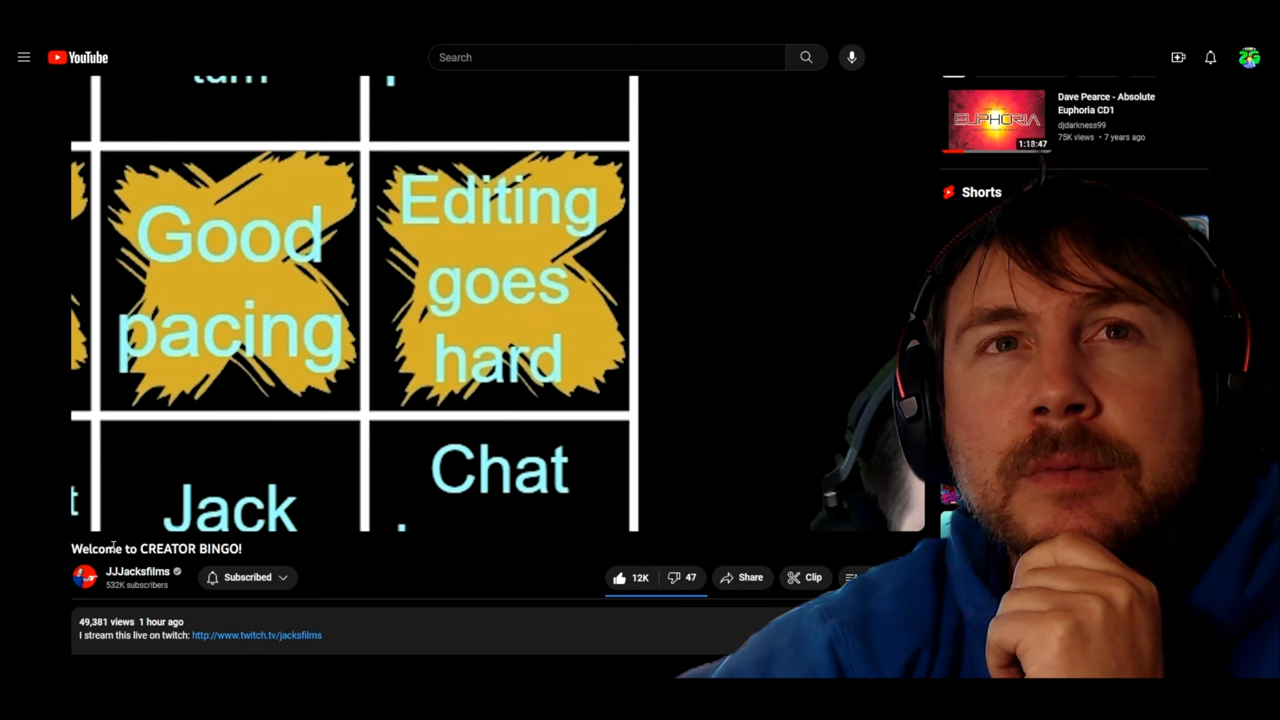 YouTube
Search
turn
Good
pacing
Editing
goes
hard
Jack
Chat
Dave Pearce - Absolute
Euphoria CD1
djdarkness99
75K views • 7 years ago
EUPHORIA
1:18:47
Shorts
Welcome to CREATOR BINGO!
JJJacksfilms
532K subscribers
Subscribed
12K
47
Share
Clip
49,381 views 1 hour ago
I stream this live on twitch: http://www.twitch.tv/jacksfilms